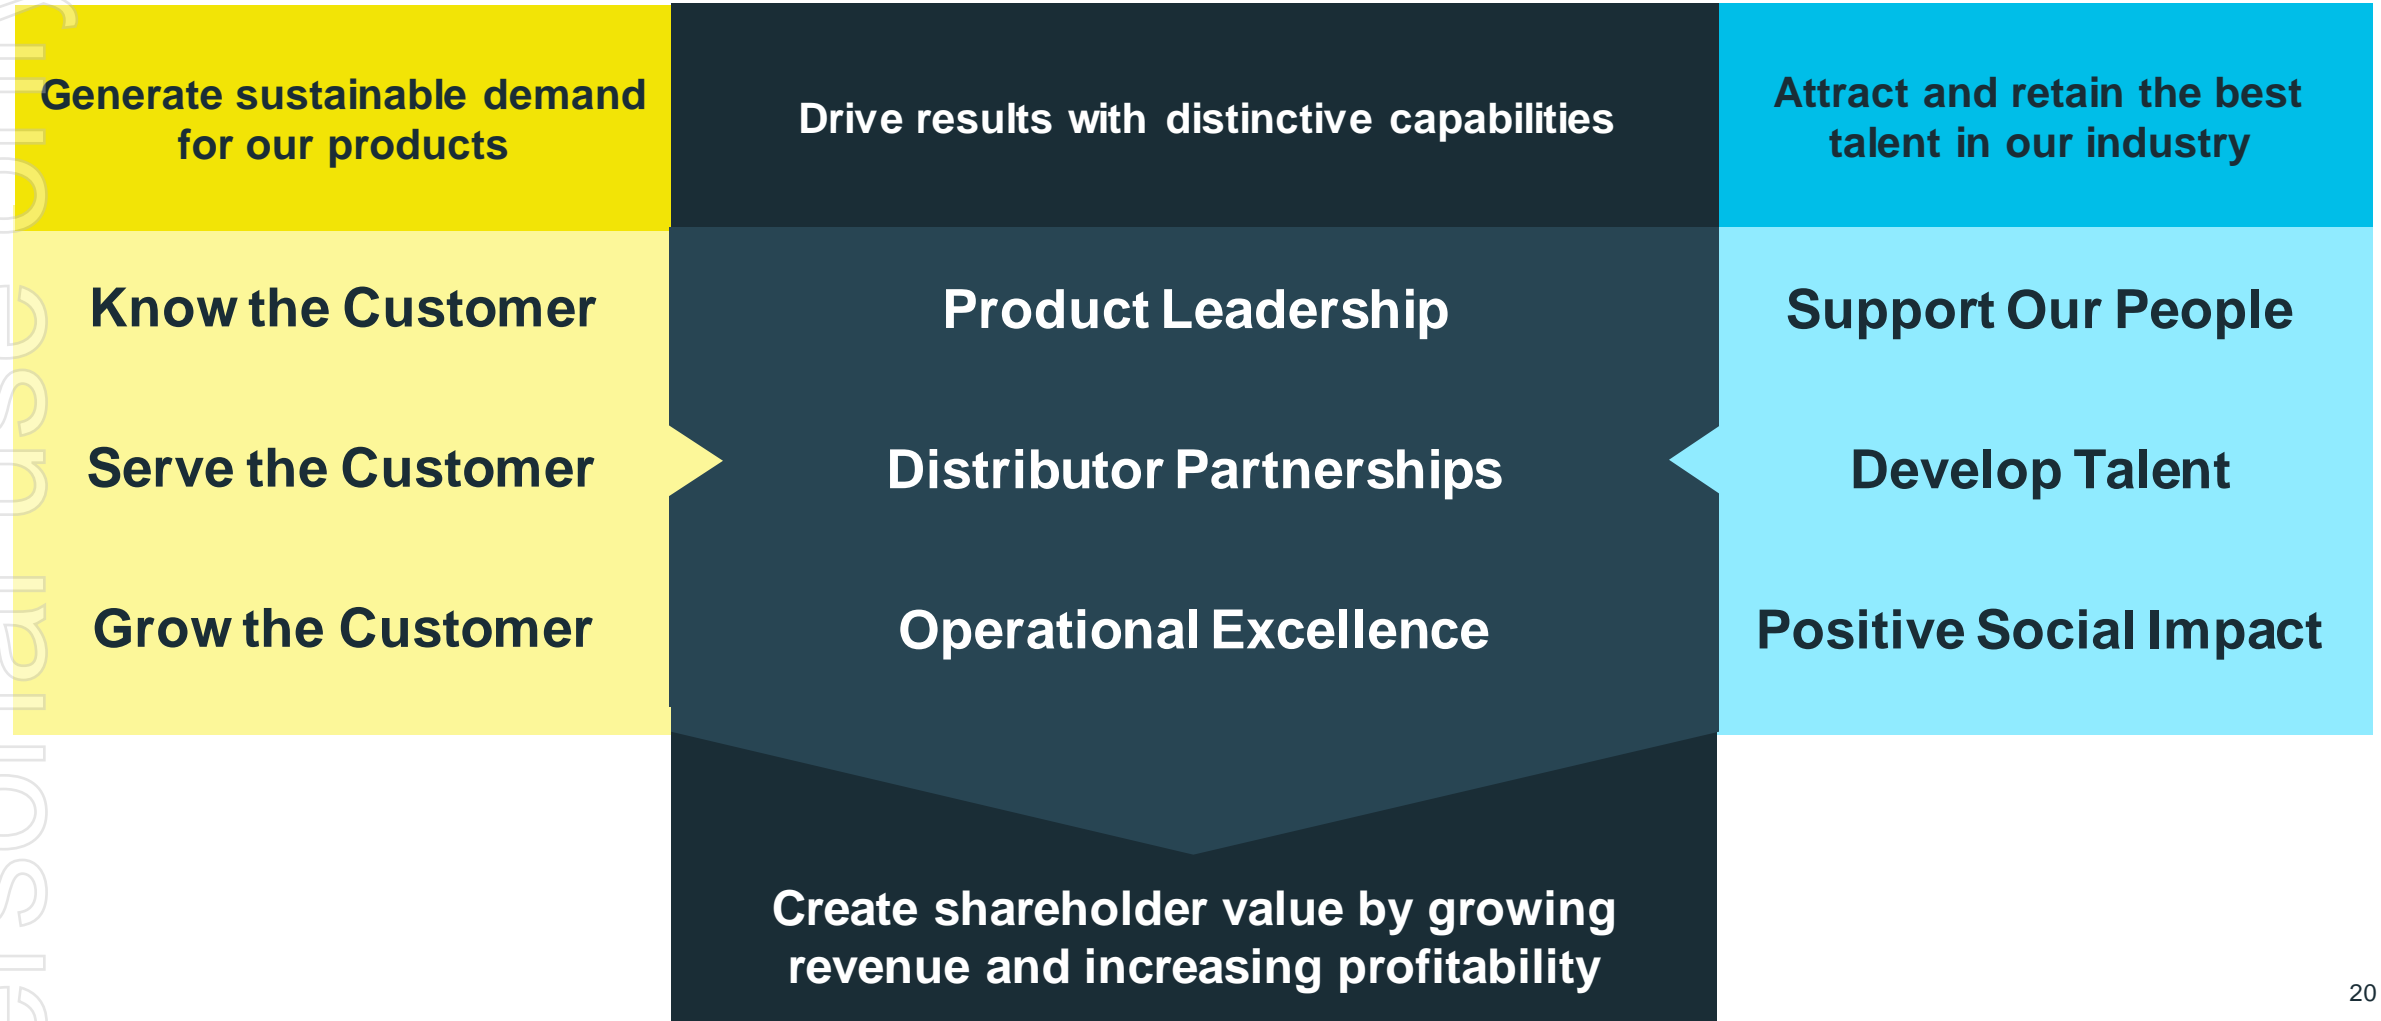 Generate sustainable demand
for our products
Drive results with distinctive capabilities
Attract and retain the best
talent in our industry
Know the Customer
Serve the Customer
Grow the Customer
Product Leadership
Distributor Partnerships
Operational Excellence
Support Our People
Develop Talent
Positive Social Impact
Create shareholder value by growing
revenue and increasing profitability
20
use